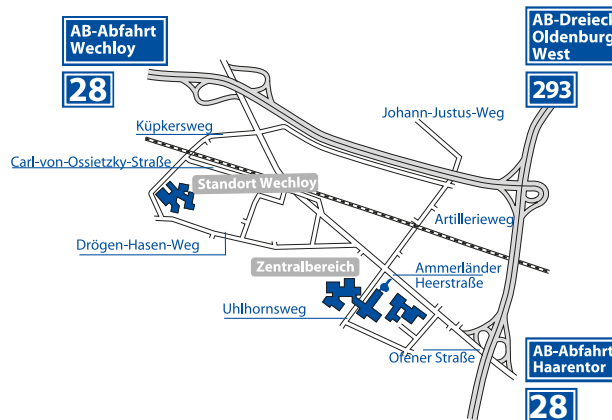 AB-Abfahrt
Wechloy
28
AB-Dreieck
Oldenburg
West
293
Johann-Justus-Weg
Küpkersweg
Carl-von-Ossietzky-Straße
Standort Wechloy
Artillerieweg
Drögen-Hasen-Weg
Zentralbereich
Ammerländer
Heerstraße
Uhlhornsweg
Ofener Straße
AB-Abfahrt
Haarentor
28